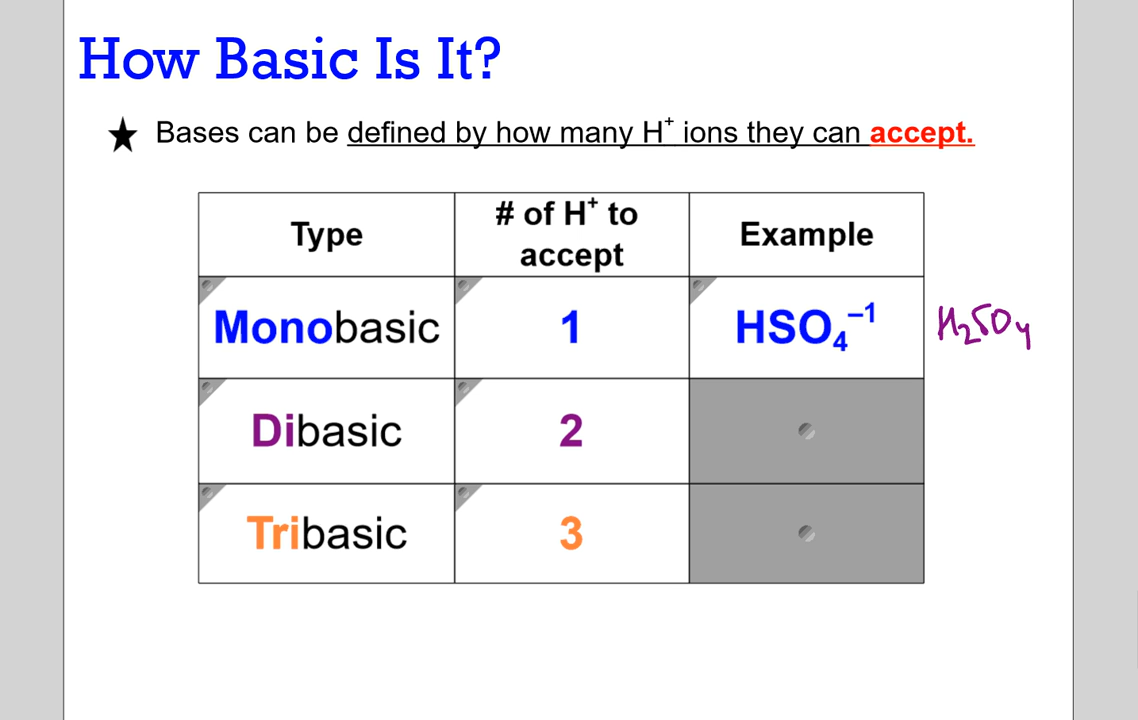 How Basic Is It?
★ Bases can be defined by how many H⁺ ions they can accept.
Type
# of H⁺ to
accept
Example
Monobasic
1
HSO₄⁻¹
H₂SO₄
Dibasic
2
Tribasic
3